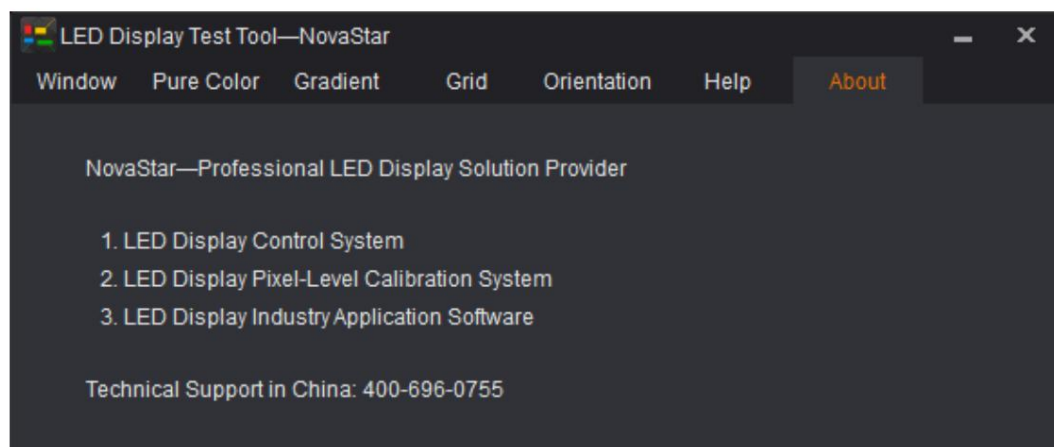 LED Display Test Tool—NovaStar
Window Pure Color Gradient Grid Orientation Help About
NovaStar—Professional LED Display Solution Provider
1. LED Display Control System
2. LED Display Pixel-Level Calibration System
3. LED Display Industry Application Software
Technical Support in China: 400-696-0755